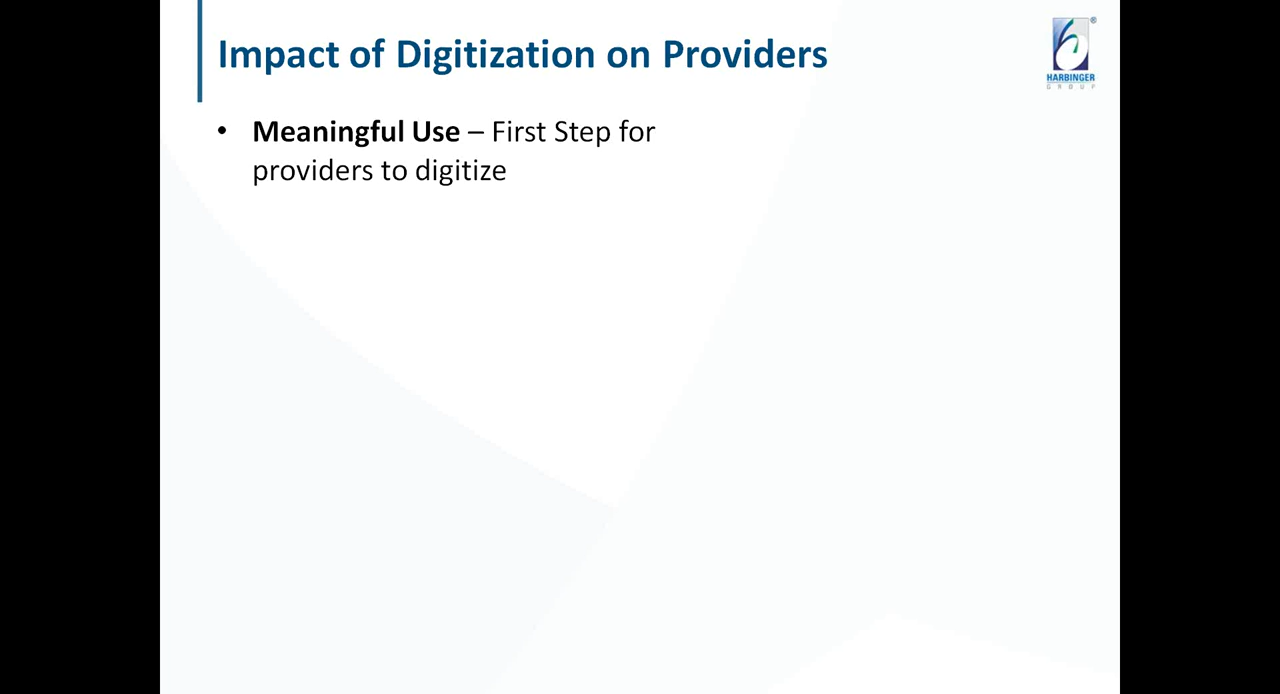 Impact of Digitization on Providers
®
HARBINGER
GROUP
• Meaningful Use – First Step for
providers to digitize